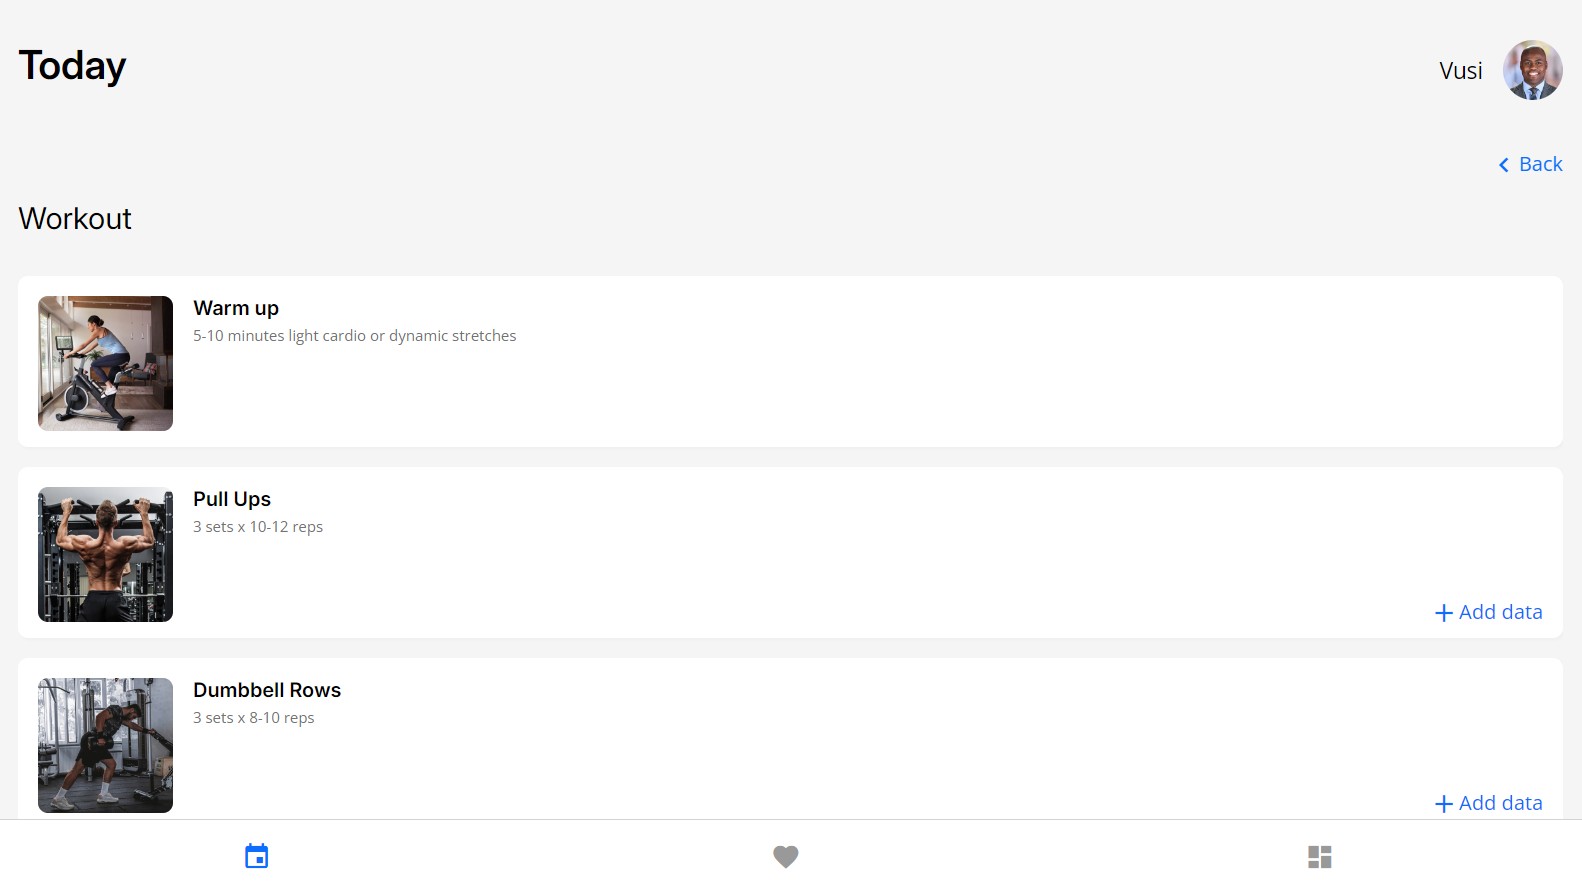 Today
Vusi
Back
Workout
Warm up
5-10 minutes light cardio or dynamic stretches
Pull Ups
3 sets x 10-12 reps
Add data
Dumbbell Rows
3 sets x 8-10 reps
Add data